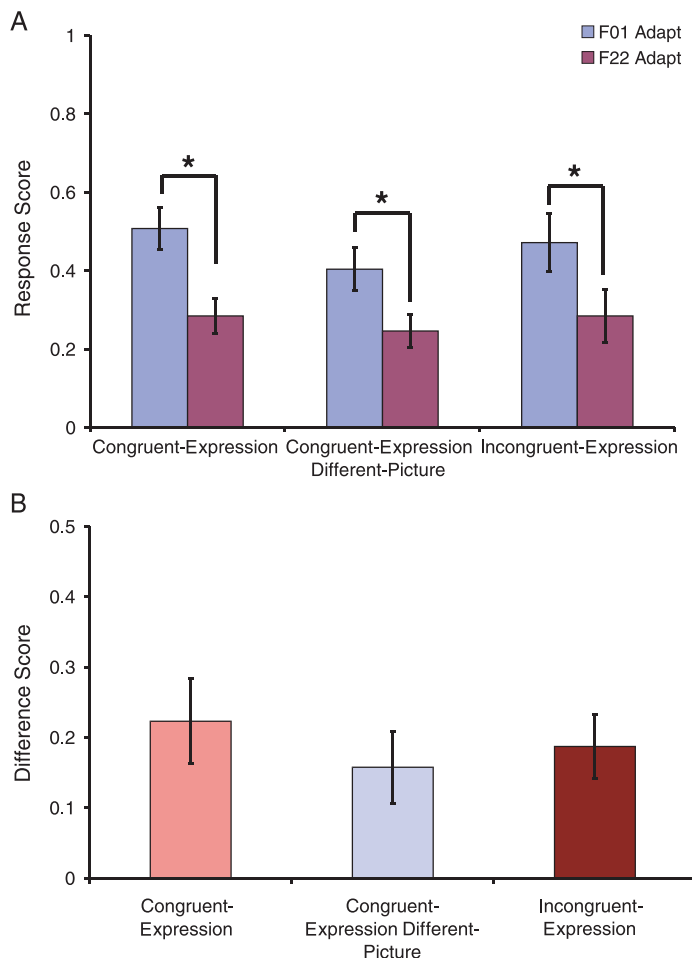 A
F01 Adapt
F22 Adapt
Response Score
1
0.8
0.6
0.4
0.2
0
*
*
*
Congruent-Expression
Congruent-Expression
Different-Picture
Incongruent-Expression
B
Difference Score
0.5
0.4
0.3
0.2
0.1
0
Congruent-
Expression
Congruent-
Expression Different-
Picture
Incongruent-
Expression